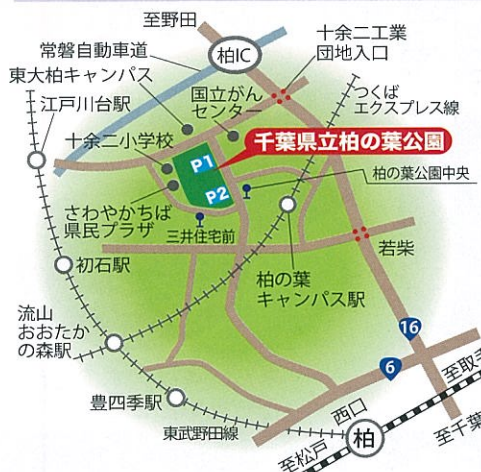 至野田
常磐自動車道
柏IC
十余二工業
団地入口
東大柏キャンパス
国立がん
センター
つくば
エクスプレス線
江戸川台駅
十余二小学校
P1
千葉県立柏の葉公園
P2
柏の葉公園中央
さわやかちば
県民プラザ
三井住宅前
若柴
初石駅
柏の葉
キャンパス駅
流山
おおたか
の森駅
16
6
豊四季駅
西口
至取手
東武野田線
柏
至松戸
至千葉